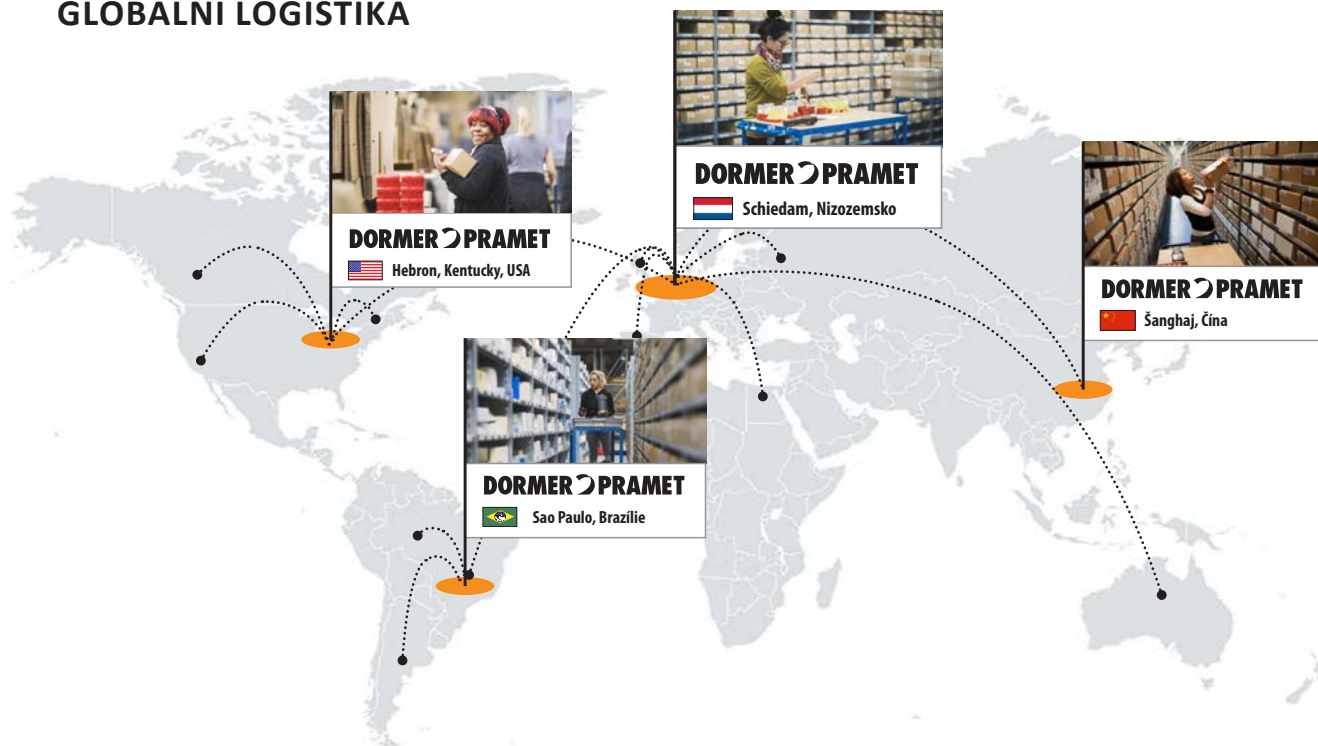 GLOBÁLNÍ LOGISTIKA
DORMER PRAMET
Schiedam, Nizozemsko
DORMER PRAMET
Hebron, Kentucky, USA
DORMER PRAMET
Šanghaj, Čína
DORMER PRAMET
Sao Paulo, Brazílie